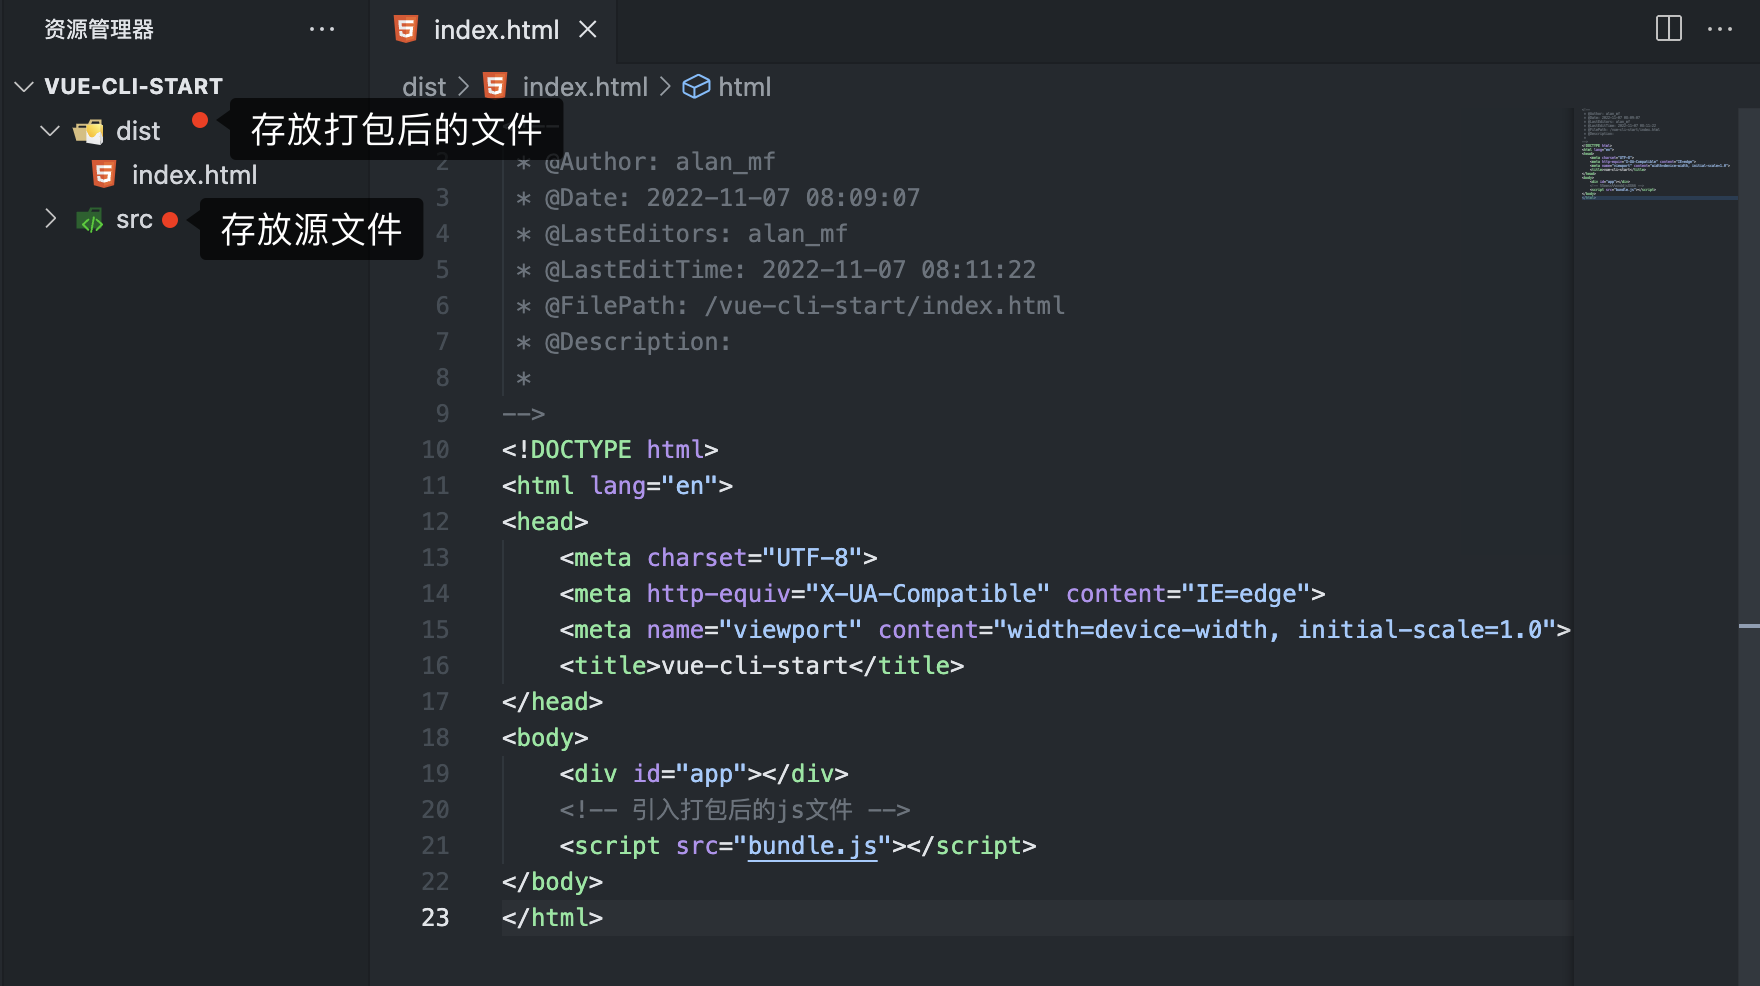 资源管理器
index.html
VUE-CLI-START
dist > index.html > html
dist
存放打包后的文件
index.html
src
存放源文件
2 * @Author: alan_mf
3 * @Date: 2022-11-07 08:09:07
4 * @LastEditors: alan_mf
5 * @LastEditTime: 2022-11-07 08:11:22
6 * @FilePath: /vue-cli-start/index.html
7 * @Description:
8 *
9 -->
10 <!DOCTYPE html>
11 <html lang="en">
12 <head>
13     <meta charset="UTF-8">
14     <meta http-equiv="X-UA-Compatible" content="IE=edge">
15     <meta name="viewport" content="width=device-width, initial-scale=1.0">
16     <title>vue-cli-start</title>
17 </head>
18 <body>
19     <div id="app"></div>
20     <!-- 引入打包后的js文件 -->
21     <script src="bundle.js"></script>
22 </body>
23 </html>